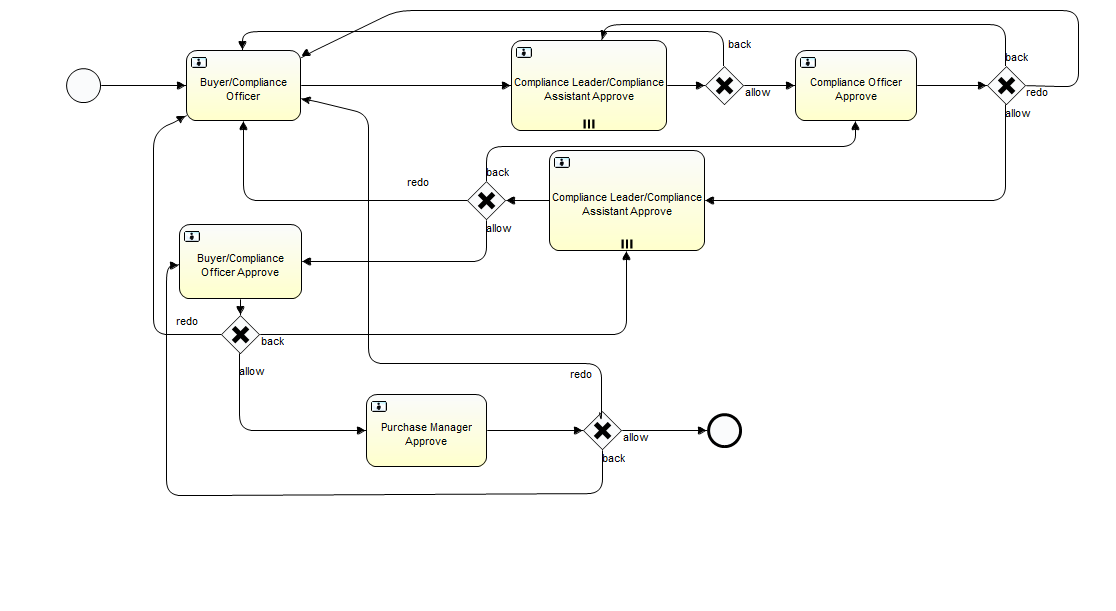 back
back
Buyer/Compliance
Officer
Compliance Leader/Compliance
Assistant Approve
allow
Compliance Officer
Approve
redo
allow
back
redo
Compliance Leader/Compliance
Assistant Approve
allow
Buyer/Compliance
Officer Approve
redo
back
allow
redo
Purchase Manager
Approve
allow
back